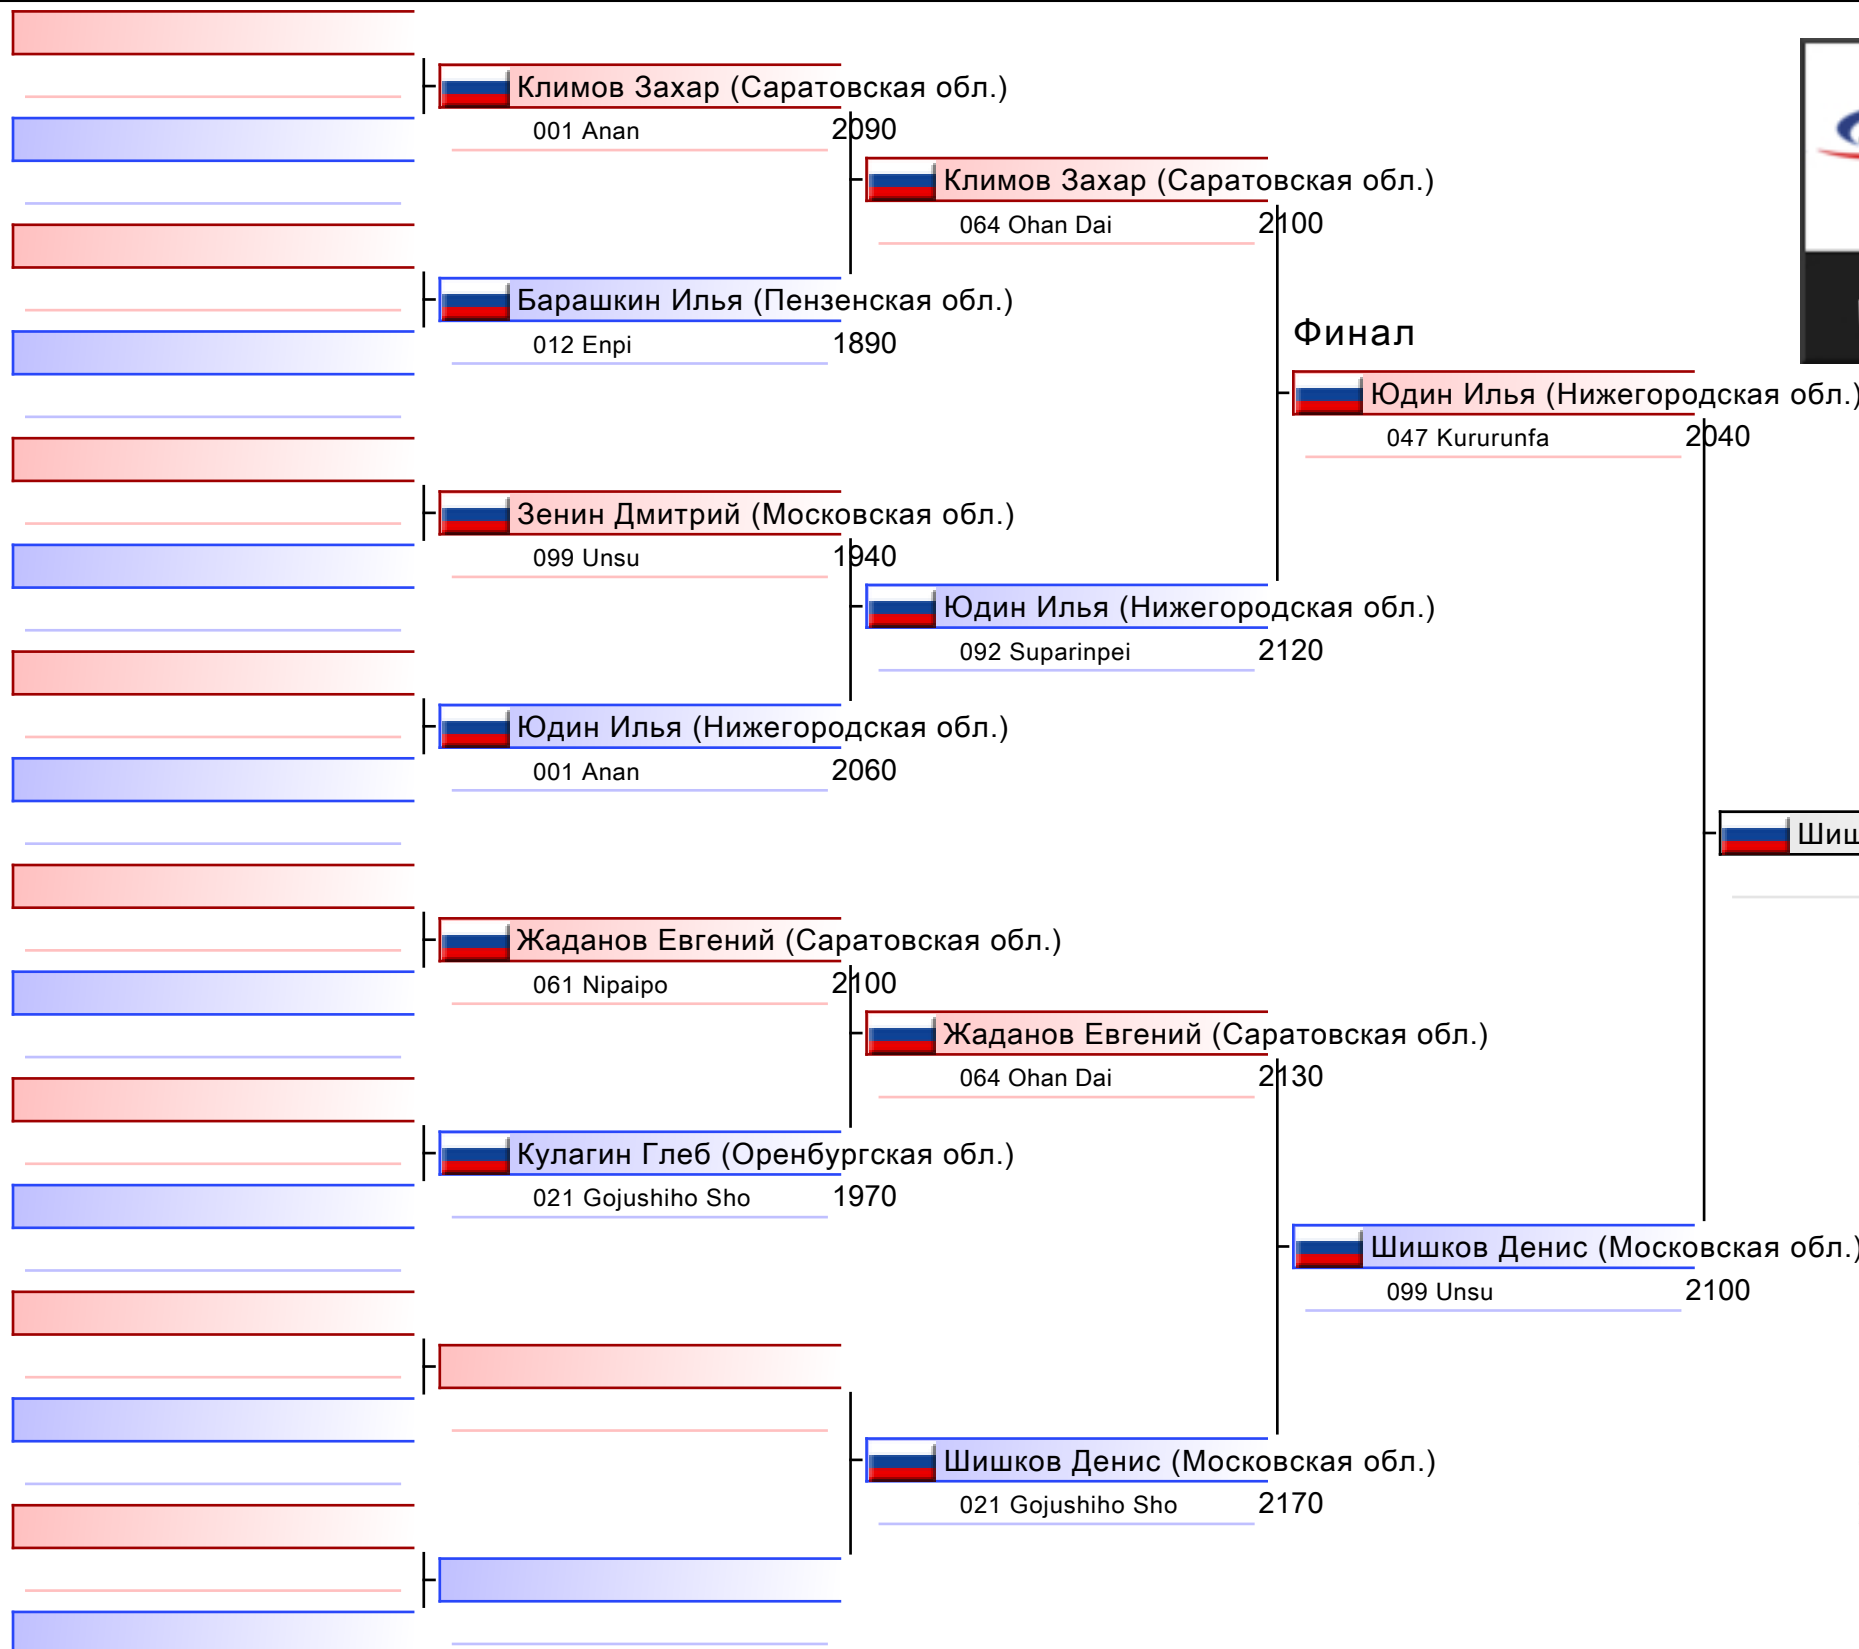 Климов Захар (Саратовская обл.)
001 Anan 2090
Барашкин Илья (Пензенская обл.)
012 Enpi 1890
Зенин Дмитрий (Московская обл.)
099 Unsu 1940
Юдин Илья (Нижегородская обл.)
001 Anan 2060
Жаданов Евгений (Саратовская обл.)
061 Nipaipo 2100
Кулагин Глеб (Оренбургская обл.)
021 Gojushiho Sho 1970
Климов Захар (Саратовская обл.)
064 Ohan Dai 2100
Юдин Илья (Нижегородская обл.)
092 Suparinpei 2120
Жаданов Евгений (Саратовская обл.)
064 Ohan Dai 2130
Шишков Денис (Московская обл.)
021 Gojushiho Sho 2170
Финал
Юдин Илья (Нижегородская обл.)
047 Kururunfa 2040
Шишков Денис (Московская обл.)
099 Unsu 2100